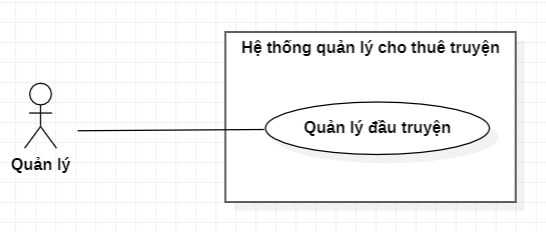 Hệ thống quản lý cho thuê truyện
Quản lý đầu truyện
Quản lý